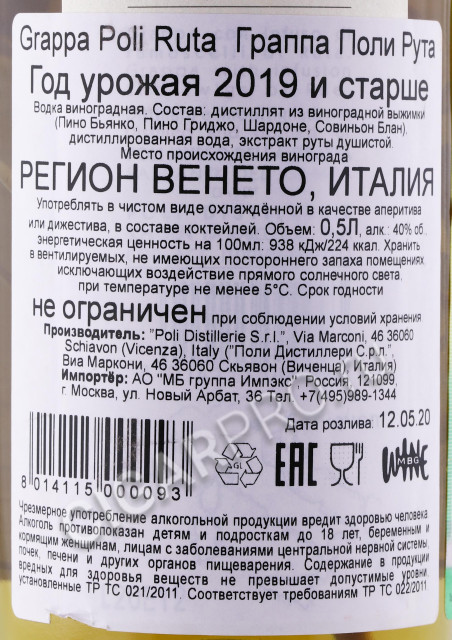 Grappa Poli Ruta Граппа Поли Рута
Год урожая 2019 и старше
Водка виноградная. Состав: дистиллят из виноградной выжимки
(Пино Бьянко, Пино Гриджо, Шардоне, Совиньон Блан),
дистиллированная вода, экстракт руты душистой.
Место происхождения винограда
РЕГИОН ВЕНЕТО, ИТАЛИЯ
Употреблять в чистом виде охлаждённой в качестве аперитива
или дижестива, в составе коктейлей. Объем: 0,5Л, алк.: 40% об.
энергетическая ценность на 100мл: 938 кДж/224 ккал. Хранить
в вентилируемых, не имеющих постороннего запаха помещениях
исключающих воздействие прямого солнечного света.
при температуре не менее 5°С. Срок годности
не ограничен при соблюдении условий хранения
Производитель: "Poli Distillerie S.r.l.", Via Marconi, 46 36060
Schiavon (Vicenza), Italy ("Поли Дистиллери С.р.л.",
Виа Маркони, 46 36060 Скьявон (Виченца), Италия)
Импортёр: АО "МБ группа Импэкс", Россия, 121099,
г. Москва, ул. Новый Арбат, 36 Тел. +7(495)989-1344
Дата розлива: 12.05.20
8 014115 000093
GL
EAC
WINE
MBG
CIGARPRO.RU
Чрезмерное употребление алкогольной продукции вредит здоровью человека.
Алкоголь противопоказан детям и подросткам до 18 лет, беременным и
кормящим женщинам, лицам с заболеваниями центральной нервной системы,
почек, печени и других органов пищеварения. Содержание в продукции
вредных для здоровья веществ не превышает допустимые уровни,
установленные ТР ТС 021/2011. Соответствует требованиям ТР ТС 022/2011